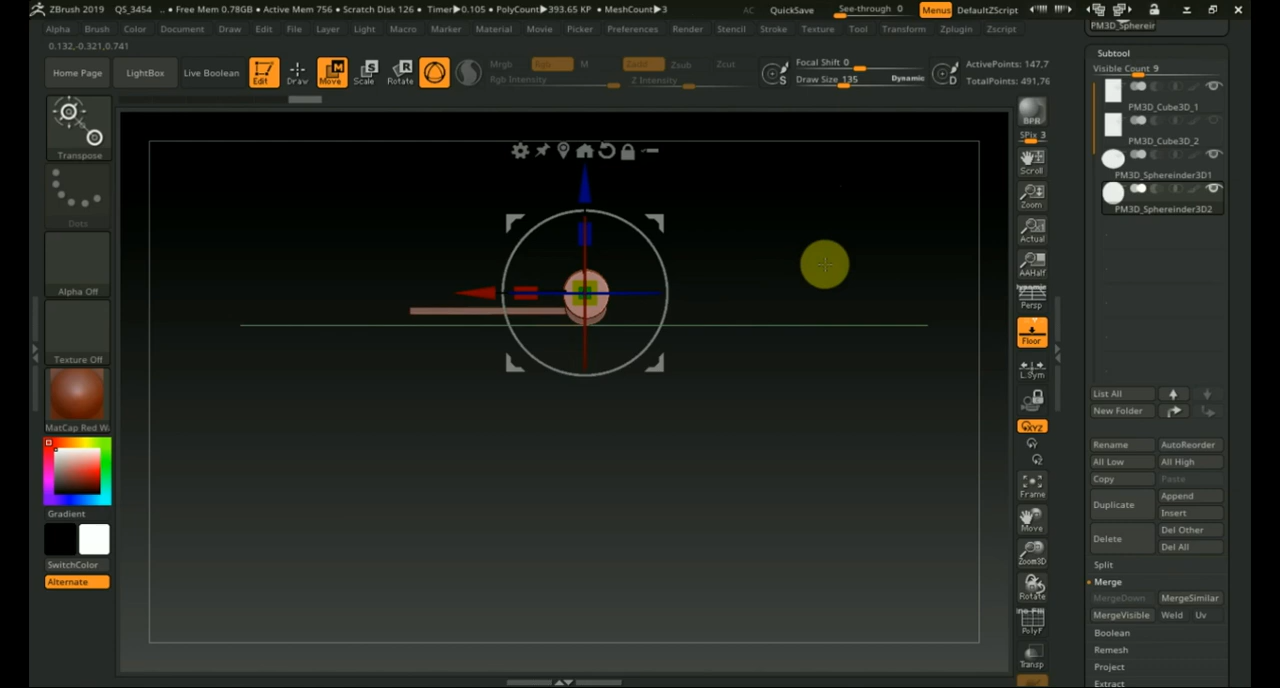 ZBrush 2019 QS_3454 .. • Free Mem 0.78GB • Active Mem 756 • Scratch Disk 126 • Timer▶0.105 • PolyCount▶393.65 KP • MeshCount▶3 AC QuickSave See-through 0 Menus DefaultZScript
Alpha Brush Color Document Draw Edit File Layer Light Macro Marker Material Movie Picker Preferences Render Stencil Stroke Texture Tool Transform Zplugin Zscript
PM3D_Sphereir
0.132,-0.321,0.741
Home Page LightBox Live Boolean Edit Draw Move Scale Rotate
Mrgb Rgb M Zadd Zsub Zcut
Rgb Intensity Z Intensity
Focal Shift 0
Draw Size 135 Dynamic
ActivePoints: 147,7
TotalPoints: 491,76
Subtool
Visible Count 9
PM3D_Cube3D_1
PM3D_Cube3D_2
PM3D_Sphereinder3D1
PM3D_Sphereinder3D2
List All
New Folder
Rename AutoReorder
All Low All High
Copy Paste
Duplicate Append
Insert
Delete Del Other
Del All
Split
Merge
MergeDown MergeSimilar
MergeVisible Weld Uv
Boolean
Remesh
Project
Extract
Transpose
Dots
Alpha Off
Texture Off
MatCap Red Wa
Gradient
SwitchColor
Alternate
BPR
SPix 3
Scroll
Zoom
Actual
AAHalf
Dynamic
Persp
Floor
L.Sym
XYZ
Frame
Move
Zoom3D
Rotate
PolyF
Transp